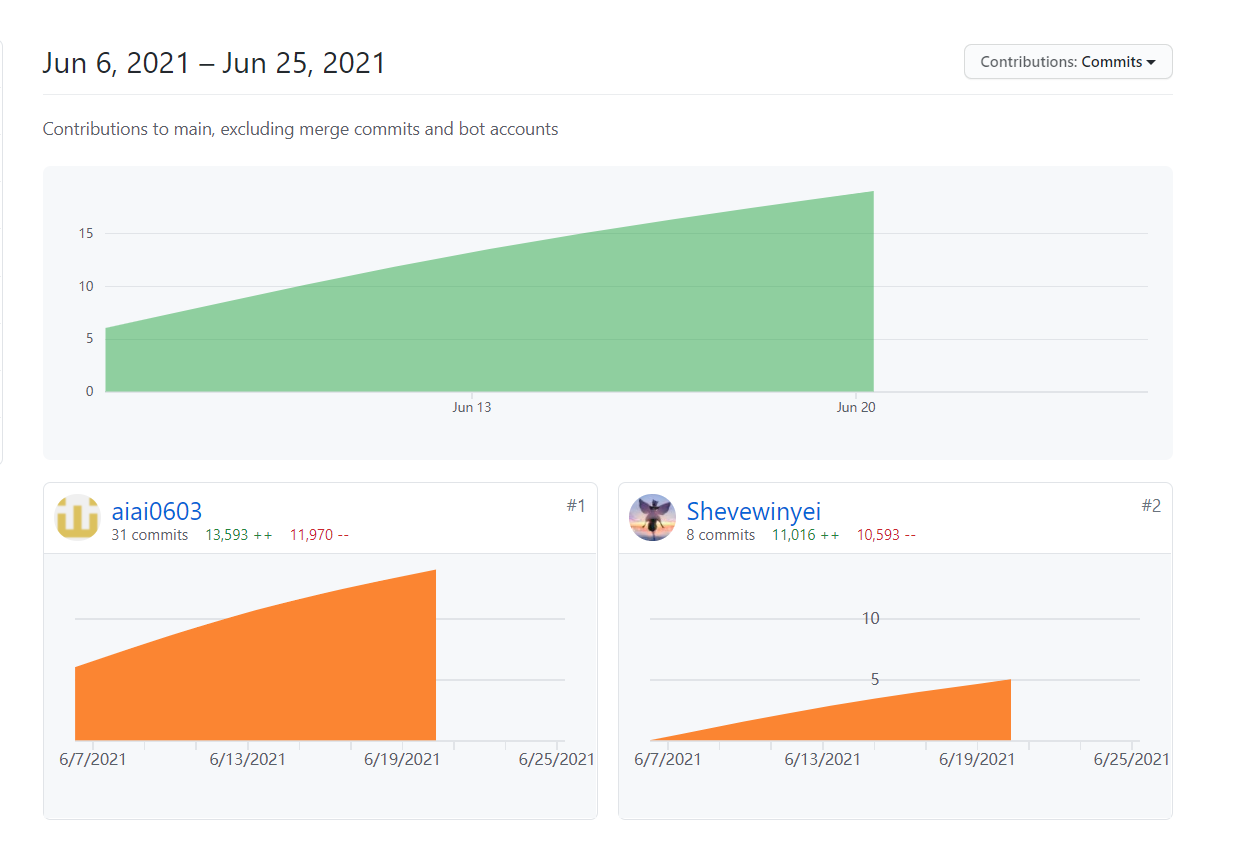 Jun 6, 2021 – Jun 25, 2021
Contributions: Commits
Contributions to main, excluding merge commits and bot accounts
15
10
5
0
Jun 13
Jun 20
aiai0603
#1
31 commits 13,593 ++ 11,970 --
6/7/2021 6/13/2021 6/19/2021 6/25/2021
Shevewinyei
#2
8 commits 11,016 ++ 10,593 --
10
5
6/7/2021 6/13/2021 6/19/2021 6/25/2021